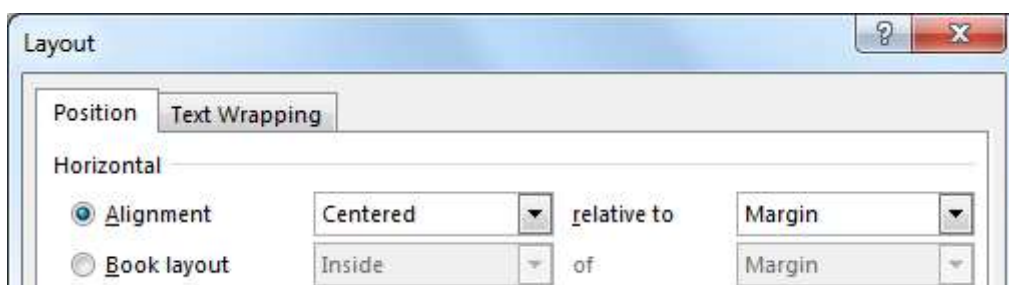 Layout
Position Text Wrapping
Horizontal
Alignment Centered relative to Margin
Book layout Inside of Margin